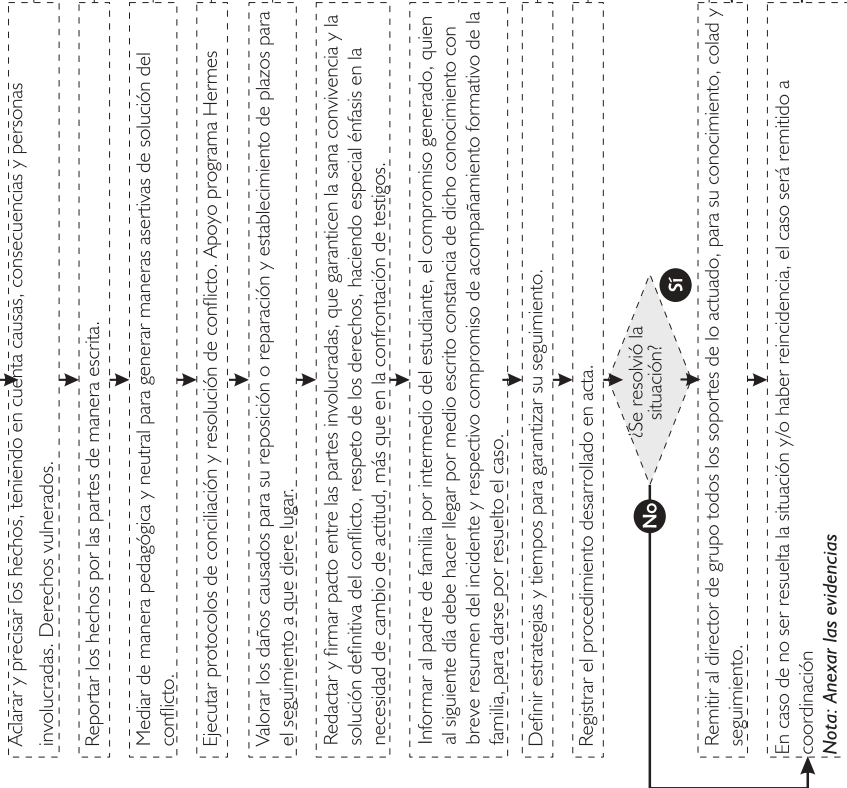 Aclarar y precisar los hechos, teniendo en cuenta causas, consecuencias y personas
involucradas. Derechos vulnerados.
Reportar los hechos por las partes de manera escrita.
Mediar de manera pedagógica y neutral para generar maneras asertivas de solución del
conflicto.
Ejecutar protocolos de conciliación y resolución de conflicto. Apoyo programa Hermes
Valorar los daños causados para su reposición o reparación y establecimiento de plazos para
el seguimiento a que diere lugar.
Redactar y firmar pacto entre las partes involucradas, que garanticen la sana convivencia y la
solución definitiva del conflicto, respeto de los derechos, haciendo especial énfasis en la
necesidad de cambio de actitud, más que en la confrontación de testigos.
Informar al padre de familia por intermedio del estudiante, el compromiso generado, quien
al siguiente día debe hacer llegar por medio escrito constancia de dicho conocimiento con
breve resumen del incidente y respectivo compromiso de acompañamiento formativo de la
familia, para darse por resuelto el caso.
Definir estrategias y tiempos para garantizar su seguimiento.
Registrar el procedimiento desarrollado en acta.
¿Se resolvió la
situación?
No
Sí
Remitir al director de grupo todos los soportes de lo actuado, para su conocimiento, colad y
seguimiento.
En caso de no ser resuelta la situación y/o haber reincidencia, el caso será remitido a
coordinación
Nota: Anexar las evidencias